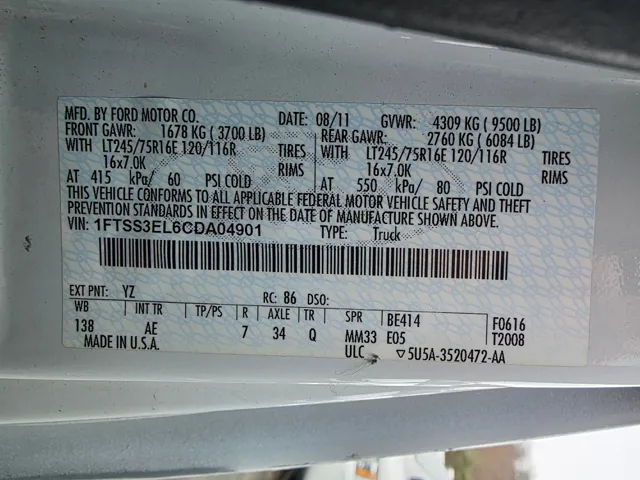 MFD. BY FORD MOTOR CO. DATE: 08/11 GVWR: 4309 KG ( 9500 LB)
FRONT GAWR: 1678 KG ( 3700 LB) REAR GAWR: 2760 KG ( 6084 LB)
WITH LT245/75R16E 120/116R TIRES WITH LT245/75R16E 120/116R TIRES
16x7.0K RIMS 16x7.0K RIMS
AT 415 kPa/ 60 PSI COLD AT 550 kPa/ 80 PSI COLD
THIS VEHICLE CONFORMS TO ALL APPLICABLE FEDERAL MOTOR VEHICLE SAFETY AND THEFT
PREVENTION STANDARDS IN EFFECT ON THE DATE OF MANUFACTURE SHOWN ABOVE.
VIN: 1FTSS3EL6CDA04901 TYPE: Truck
EXT PNT: YZ RC: 86 DSO:
WB INT TR TP/PS R AXLE TR SPR BE414 F0616
138 AE 7 34 Q MM33 E05 T2008
MADE IN U.S.A. ULC ▽5U5A-3520472-AA